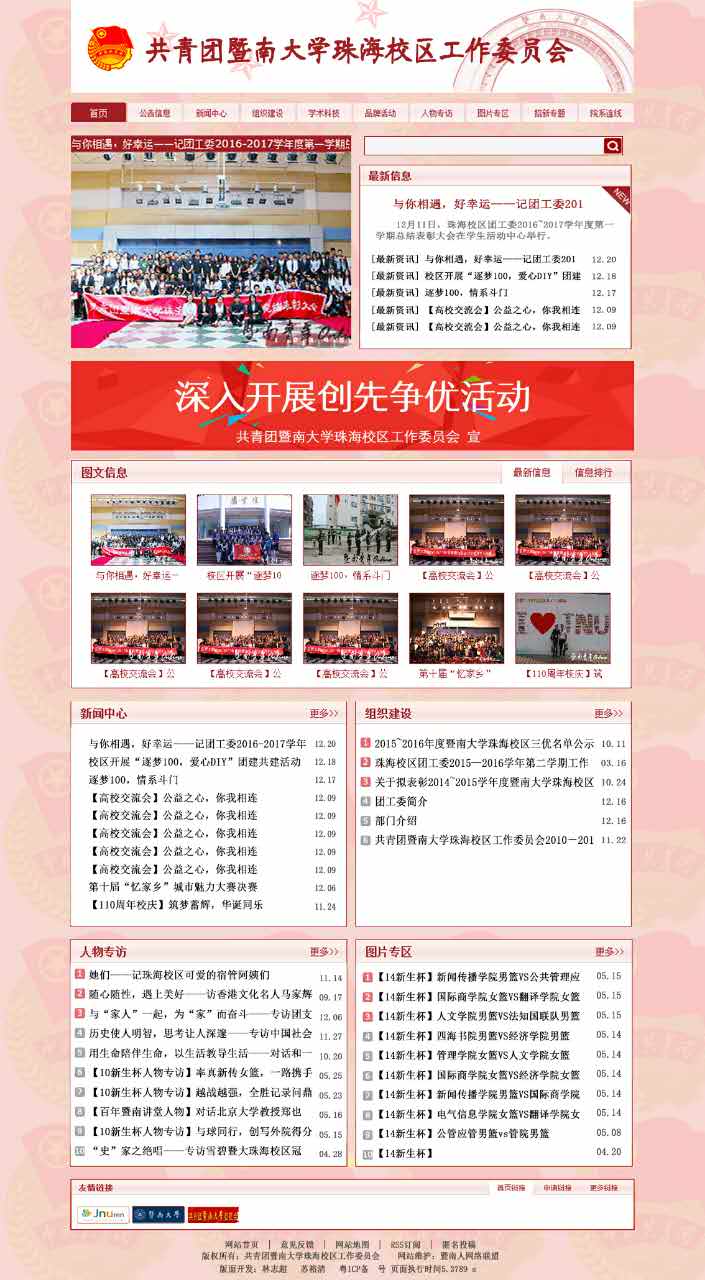 共青团暨南大学珠海校区工作委员会
首页 公告信息 新闻中心 组织建设 学术科技 品牌活动 人物专访 图片专区 招新专题 院系连线
与你相遇，好幸运——记团工委2016-2017学年度第一学期总
最新信息
NEW
与你相遇，好幸运——记团工委201
12月11日，珠海校区团工委2016~2017学年度第一
学期总结表彰大会在学生活动中心举行。
[最新资讯] 与你相遇，好幸运——记团工委201 12.20
[最新资讯] 校区开展“逐梦100，爱心DIY”团建 12.18
[最新资讯] 逐梦100，情系斗门 12.17
[最新资讯] 【高校交流会】公益之心，你我相连 12.09
[最新资讯] 【高校交流会】公益之心，你我相连 12.09
深入开展创先争优活动
共青团暨南大学珠海校区工作委员会 宣
图文信息 最新信息 信息排行
与你相遇，好幸运一 校区开展“逐梦10 逐梦100，情系斗门 【高校交流会】公 【高校交流会】公
【高校交流会】公 【高校交流会】公 【高校交流会】公 第十届“忆家乡” 【110周年校庆】筑
新闻中心 更多>>
与你相遇，好幸运——记团工委2016-2017学年 12.20
校区开展“逐梦100，爱心DIY”团建共建活动 12.18
逐梦100，情系斗门 12.17
【高校交流会】公益之心，你我相连 12.09
【高校交流会】公益之心，你我相连 12.09
【高校交流会】公益之心，你我相连 12.09
【高校交流会】公益之心，你我相连 12.09
【高校交流会】公益之心，你我相连 12.09
第十届“忆家乡”城市魅力大赛决赛 12.06
【110周年校庆】筑梦蓄辉，华诞同乐 11.24
组织建设 更多>>
1 2015~2016年度暨南大学珠海校区三优名单公示 10.11
2 珠海校区团工委2015—2016学年第二学期工作 03.16
3 关于拟表彰2014~2015学年度暨南大学珠海校区 10.24
4 团工委简介 12.16
5 部门介绍 12.16
6 共青团暨南大学珠海校区工作委员会2010－201 11.22
人物专访 更多>>
1 她们——记珠海校区可爱的宿管阿姨们 11.14
2 随心随性，遇上美好——访香港文化名人马家辉 09.17
3 与“家人”一起，为“家”而奋斗——专访团文 12.06
4 历史使人明智，思考让人深邃——专访中国社会 11.27
5 用生命陪伴生命，以生活教导生活——对话和一 10.20
6 【10新生杯人物专访】率真新传女篮，一路携手 05.25
7 【10新生杯人物专访】越战越强，全胜记录问鼎 05.23
8 【百年暨南讲堂人物】对话北京大学教授郑也 05.16
9 【10新生杯人物专访】与球同行，创写外院得分 05.15
10 “史”家之绝唱——专访雪碧暨大珠海校区冠 04.28
图片专区 更多>>
1 【14新生杯】新闻传播学院男篮VS公共管理应 05.15
2 【14新生杯】国际商学院女篮VS翻译学院女篮 05.15
3 【14新生杯】人文学院男篮VS法知国联队男篮 05.15
4 【14新生杯】四海书院男篮VS经济学院男篮 05.14
5 【14新生杯】管理学院女篮VS人文学院女篮 05.14
6 【14新生杯】国际商学院女篮VS经济学院女篮 05.14
7 【14新生杯】新闻传播学院男篮VS国际商学院 05.14
8 【14新生杯】电气信息学院女篮VS翻译学院女 05.14
9 【14新生杯】公管应管男篮vs管院男篮 05.08
10 【14新生杯】 04.20
友情链接 首页链接 申请链接 更多链接
Jnu 暨南大学
网站首页 | 意见反馈 | 网站地图 | RSS订阅 | 匿名投稿
版权所有：共青团暨南大学珠海校区工作委员会 网站维护：暨南人网络联盟
版面开发：林志超 苏裕清 粤ICP备 号 页面执行时间5.3789 s